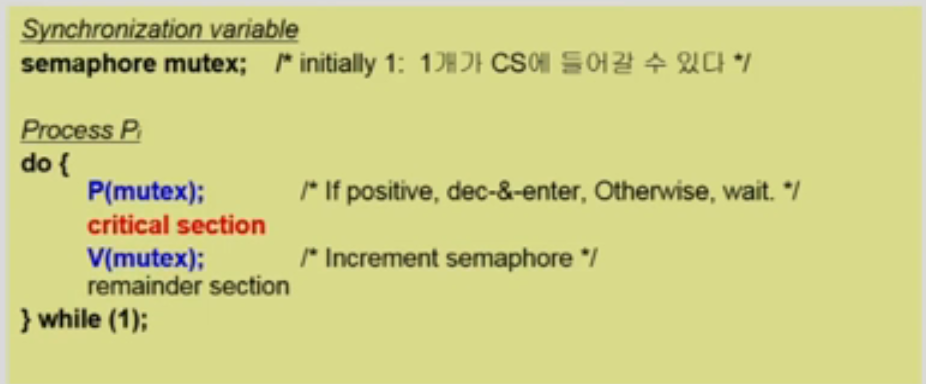 Synchronization variable
semaphore mutex; /* initially 1: 1개가 CS에 들어갈 수 있다 */
Process Pi
do {
P(mutex); /* If positive, dec-&-enter, Otherwise, wait. */
critical section
V(mutex); /* Increment semaphore */
remainder section
} while (1);